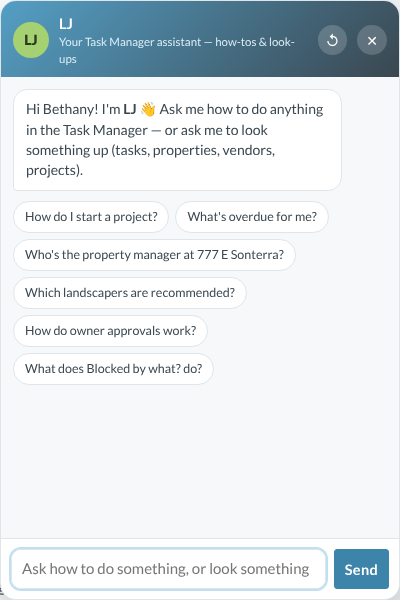 LJ
LJ
Your Task Manager assistant — how-tos & look-
ups
Hi Bethany! I'm LJ 👋 Ask me how to do anything
in the Task Manager — or ask me to look
something up (tasks, properties, vendors,
projects).
How do I start a project?
What's overdue for me?
Who's the property manager at 777 E Sonterra?
Which landscapers are recommended?
How do owner approvals work?
What does Blocked by what? do?
Ask how to do something, or look something
Send